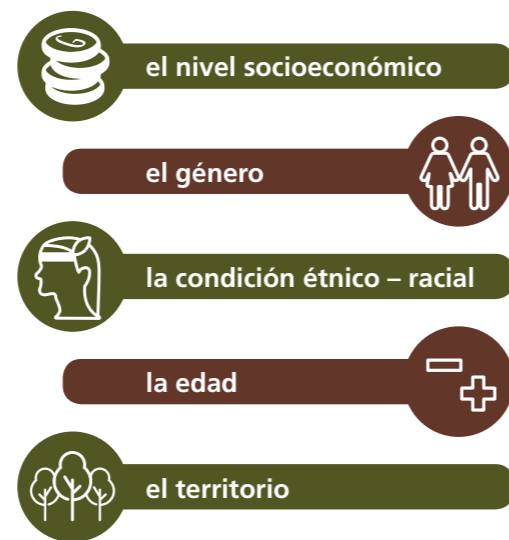 el nivel socioeconómico
el género
la condición étnico – racial
la edad
el territorio